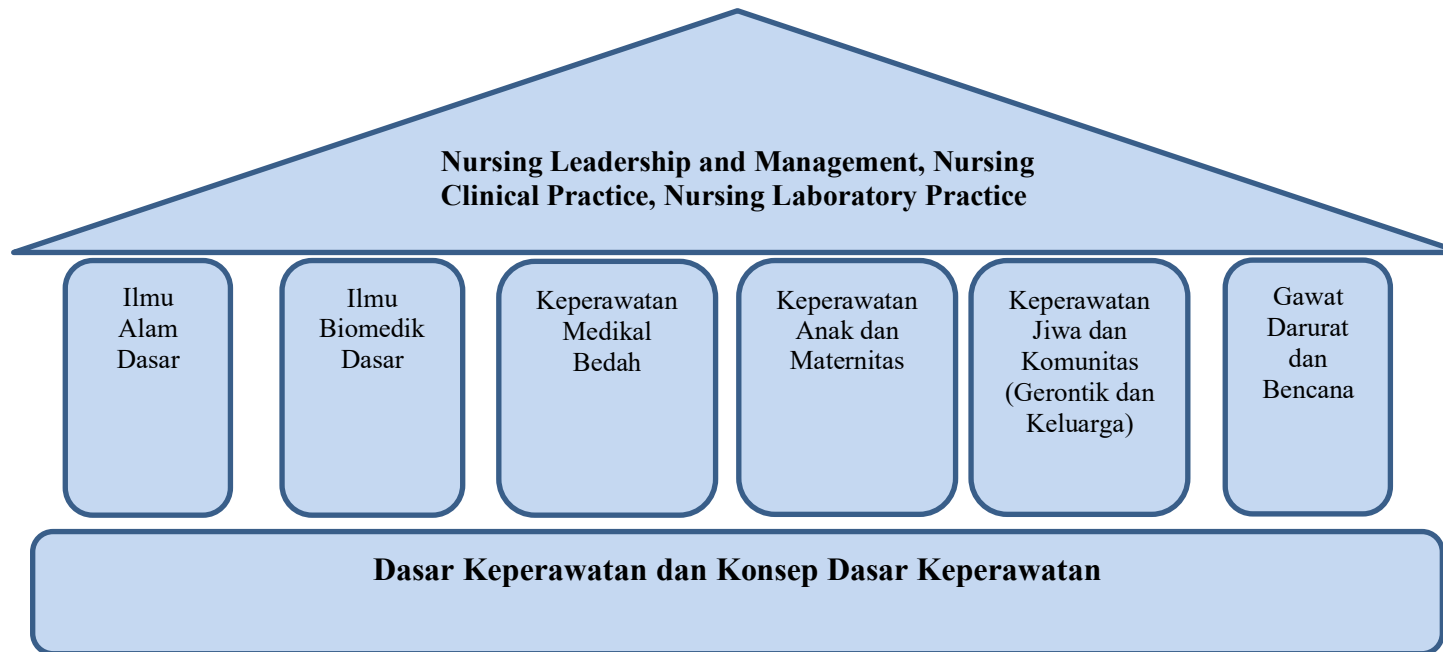 Nursing Leadership and Management, Nursing
Clinical Practice, Nursing Laboratory Practice
Ilmu
Alam
Dasar
Ilmu
Biomedik
Dasar
Keperawatan
Medikal
Bedah
Keperawatan
Anak dan
Maternitas
Keperawatan
Jiwa dan
Komunitas
(Gerontik dan
Keluarga)
Gawat
Darurat
dan
Bencana
Dasar Keperawatan dan Konsep Dasar Keperawatan